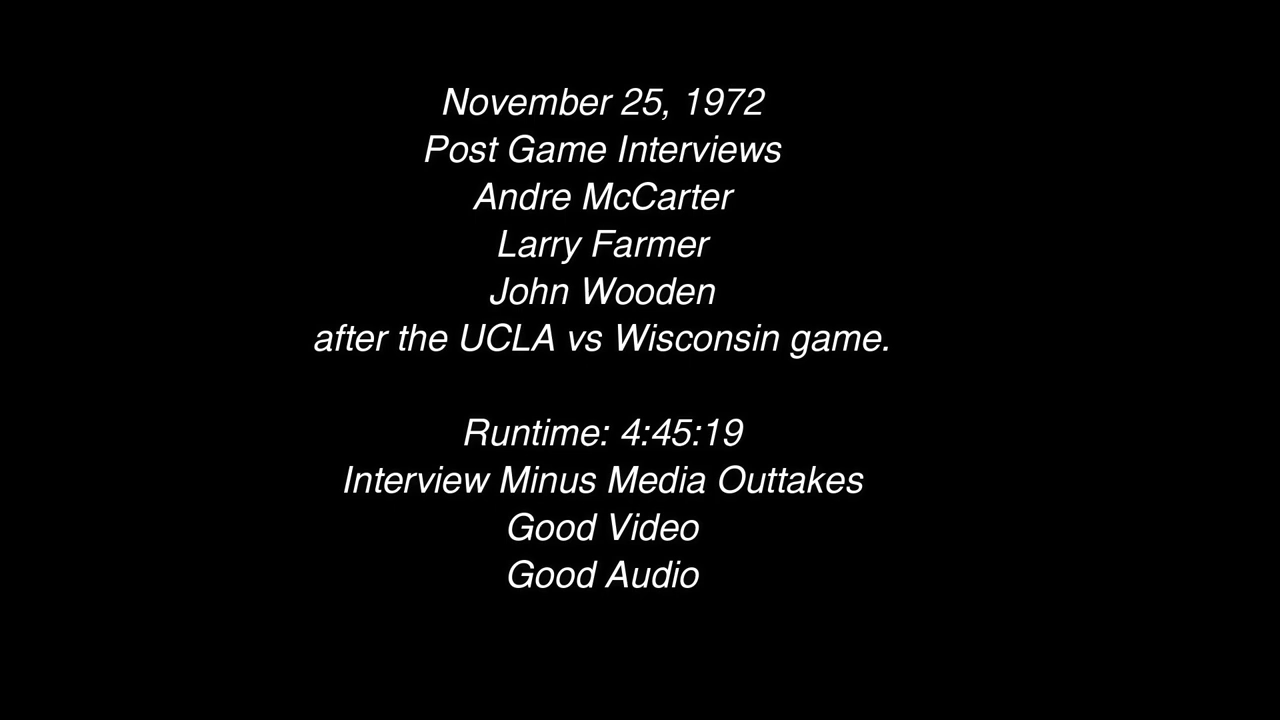 November 25, 1972
Post Game Interviews
Andre McCarter
Larry Farmer
John Wooden
after the UCLA vs Wisconsin game.
Runtime: 4:45:19
Interview Minus Media Outtakes
Good Video
Good Audio